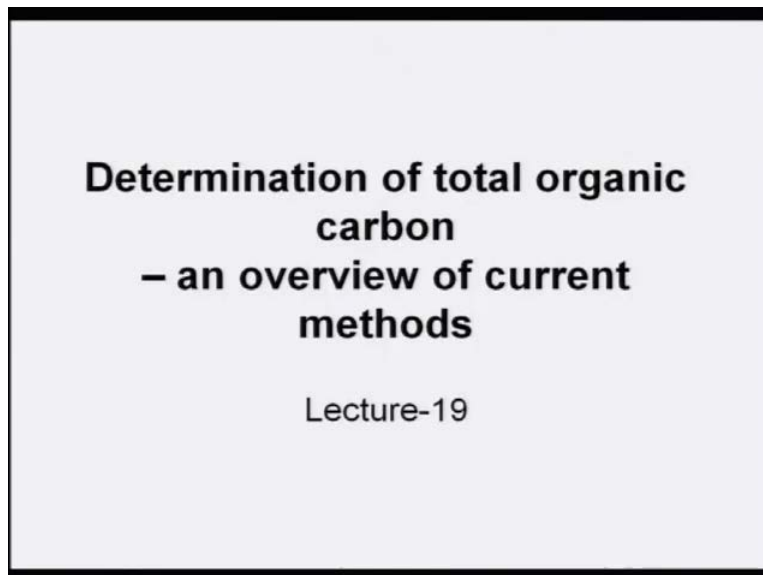 Determination of total organic
carbon
– an overview of current
methods
Lecture-19